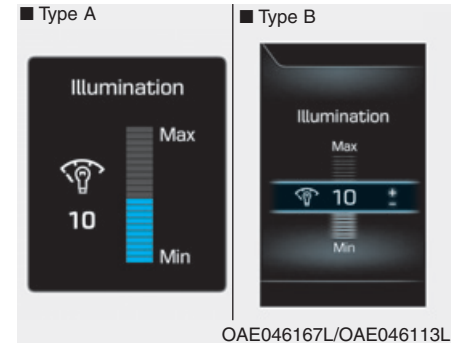 ■ Type A
Illumination
Max
10
Min
■ Type B
Illumination
Max
10
Min
OAE046167L/OAE046113L